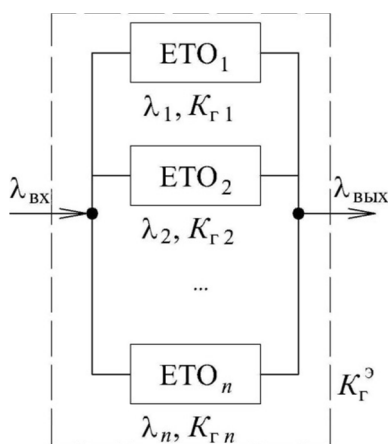 ЕТО₁
λ₁, Kг 1
λвх
ЕТО₂
λвых
λ₂, Kг 2
...
ЕТОₙ
Kгэ
λₙ, Kг n